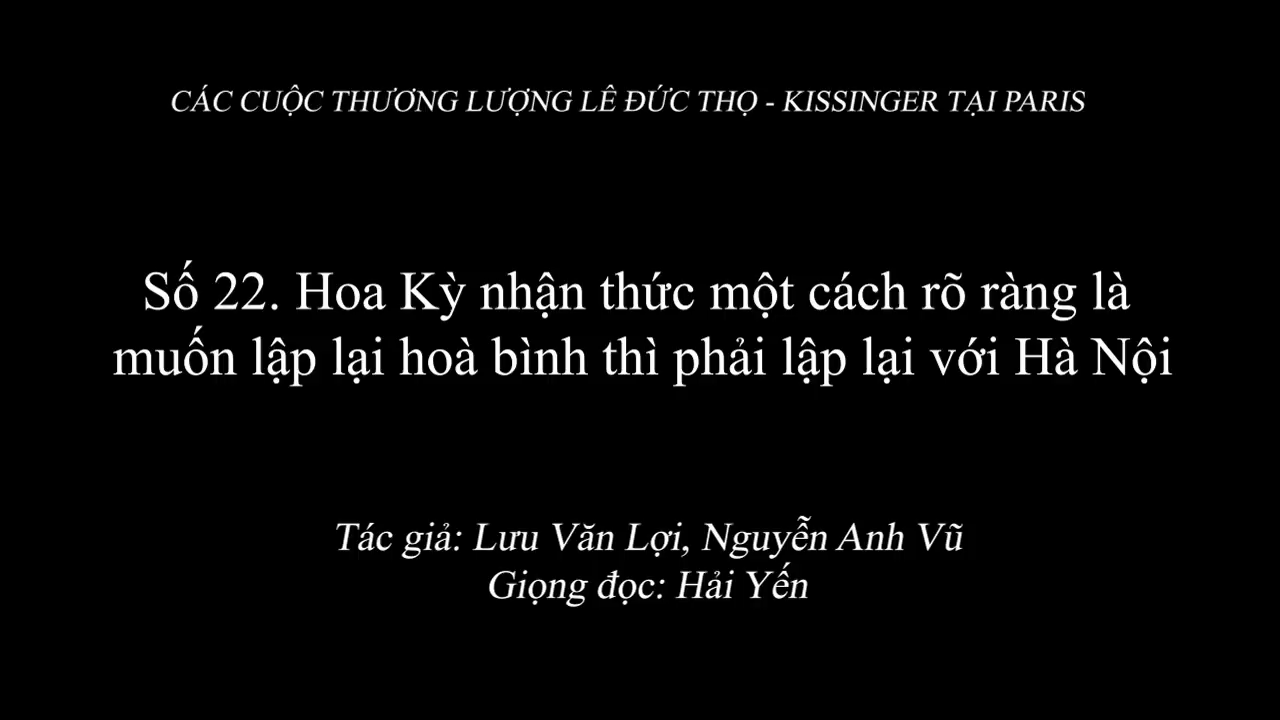 CÁC CUỘC THƯƠNG LƯỢNG LÊ ĐỨC THỌ - KISSINGER TẠI PARIS
Số 22. Hoa Kỳ nhận thức một cách rõ ràng là
muốn lập lại hoà bình thì phải lập lại với Hà Nội
Tác giả: Lưu Văn Lợi, Nguyễn Anh Vũ
Giọng đọc: Hải Yến